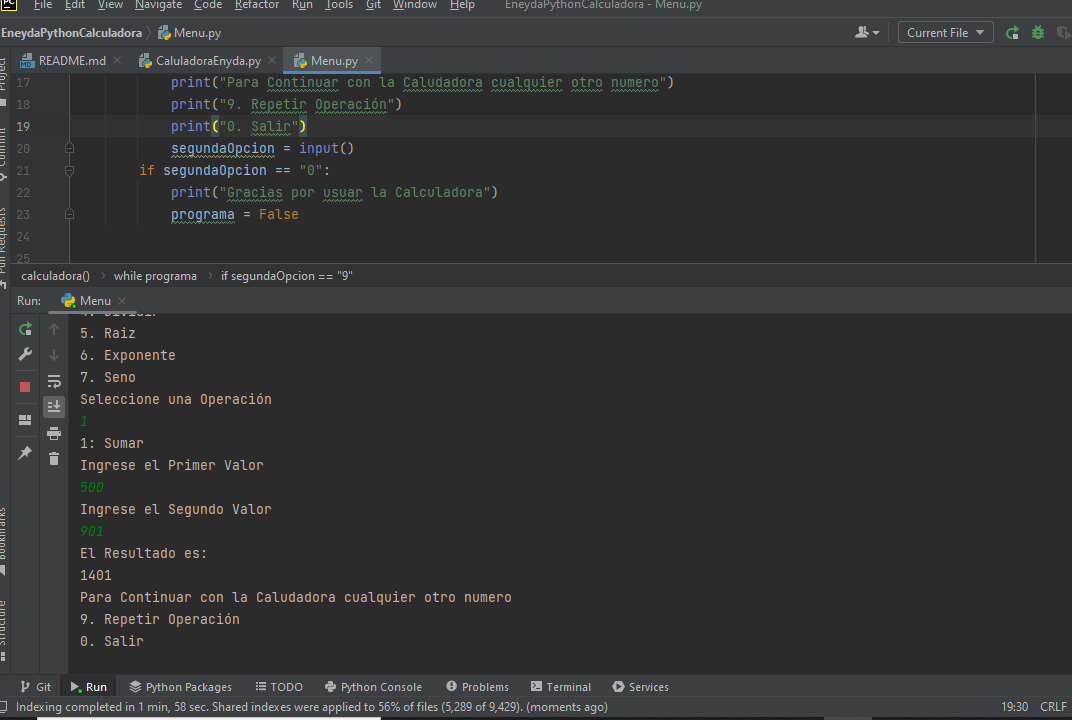 PC File Edit View Navigate Code Refactor Run Tools Git Window Help EneydaPythonCalculadora - Menu.py
EneydaPythonCalculadora Menu.py Current File
README.md CaluladoraEnyda.py Menu.py
17 print("Para Continuar con la Caludadora cualquier otro numero")
18 print("9. Repetir Operación")
19 print("0. Salir")
20 segundaOpcion = input()
21 if segundaOpcion == "0":
22 print("Gracias por usuar la Calculadora")
23 programa = False
24
25
calculadora() while programa if segundaOpcion == "9"
Run: Menu
4. Dividir
5. Raiz
6. Exponente
7. Seno
Seleccione una Operación
1
1: Sumar
Ingrese el Primer Valor
500
Ingrese el Segundo Valor
901
El Resultado es:
1401
Para Continuar con la Caludadora cualquier otro numero
9. Repetir Operación
0. Salir
Project
Commit
Pull Requests
Bookmarks
Structure
Git Run Python Packages TODO Python Console Problems Terminal Services
Indexing completed in 1 min, 58 sec. Shared indexes were applied to 56% of files (5,289 of 9,429). (moments ago) 19:30 CRLF